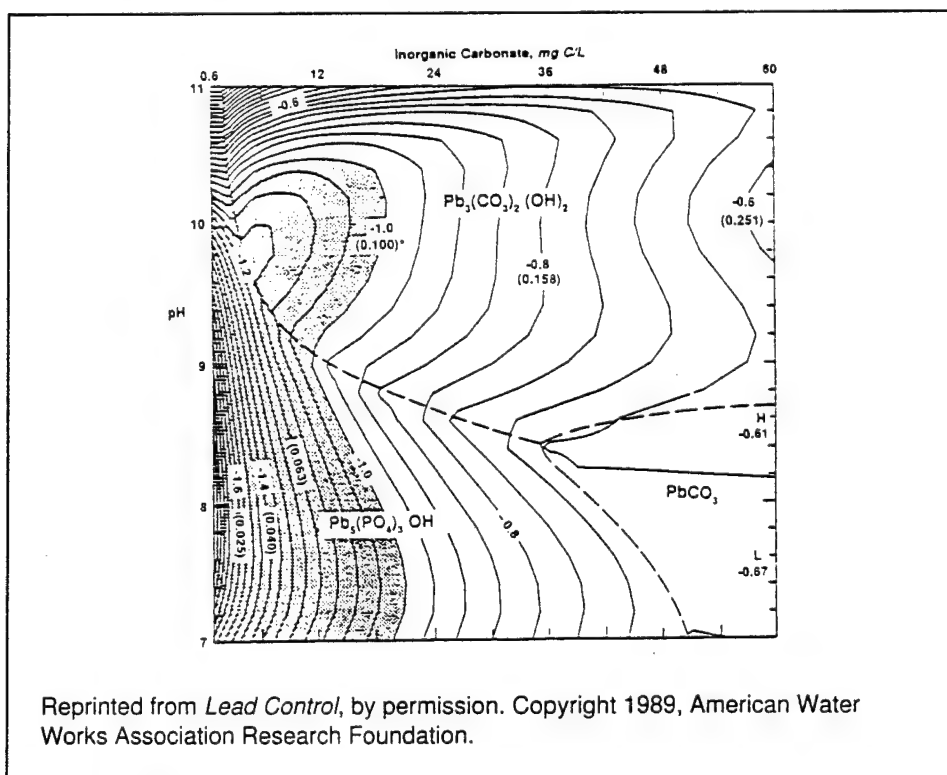 Inorganic Carbonate, mg C/L
0.6 12 24 36 48 60
11
-0.6
Pb₃(CO₃)₂ (OH)₂
-0.6
(0.251)
10
-1.0
(0.100)*
-1.2
-0.8
(0.158)
pH
9
H
-0.61
PbCO₃
8
-1.6
(0.025)
-1.4
(0.040)
(0.063)
-1.0
Pb₅(PO₄)₃ OH
-0.8
L
-0.67
7
Reprinted from Lead Control, by permission. Copyright 1989, American Water
Works Association Research Foundation.